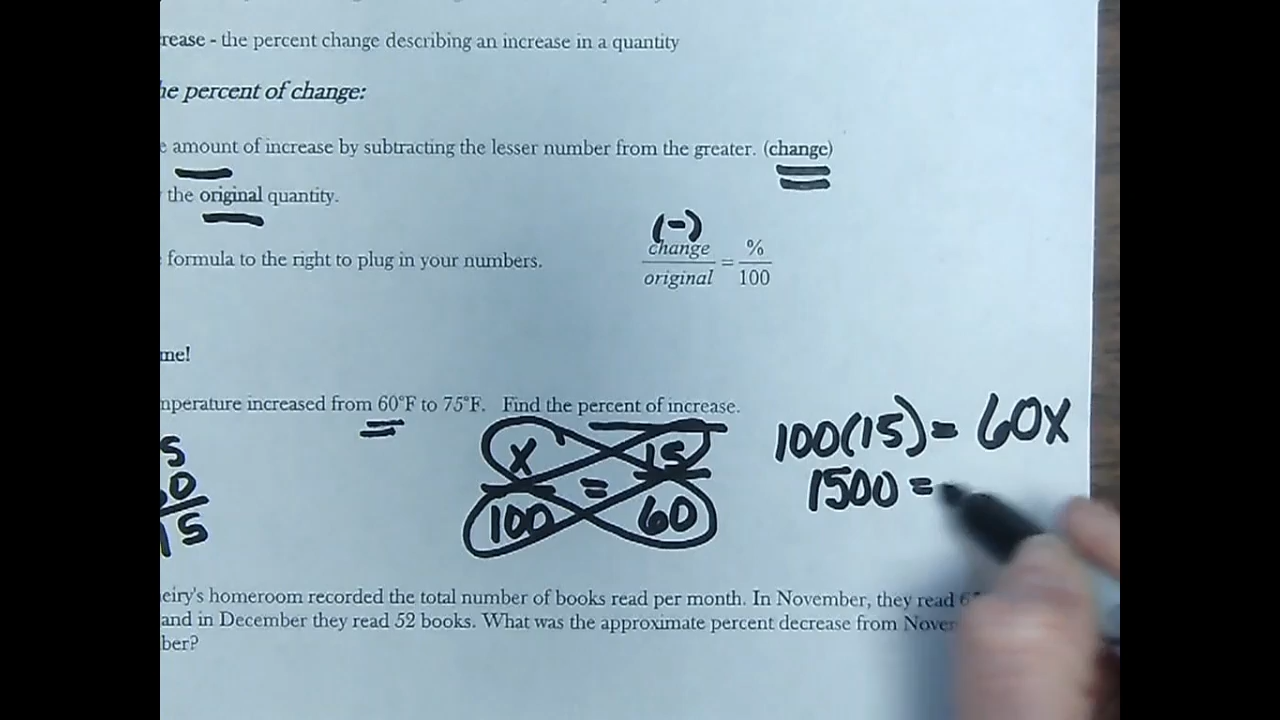 rease - the percent change describing an increase in a quantity
he percent of change:
e amount of increase by subtracting the lesser number from the greater. (change)
the original quantity.
(-)
change / original = % / 100
formula to the right to plug in your numbers.
me!
mperature increased from 60°F to 75°F. Find the percent of increase.
x / 100 = 15 / 60
100(15) = 60x
1500 =
5
0
15
eiry's homeroom recorded the total number of books read per month. In November, they read 6
and in December they read 52 books. What was the approximate percent decrease from Nove
ber?